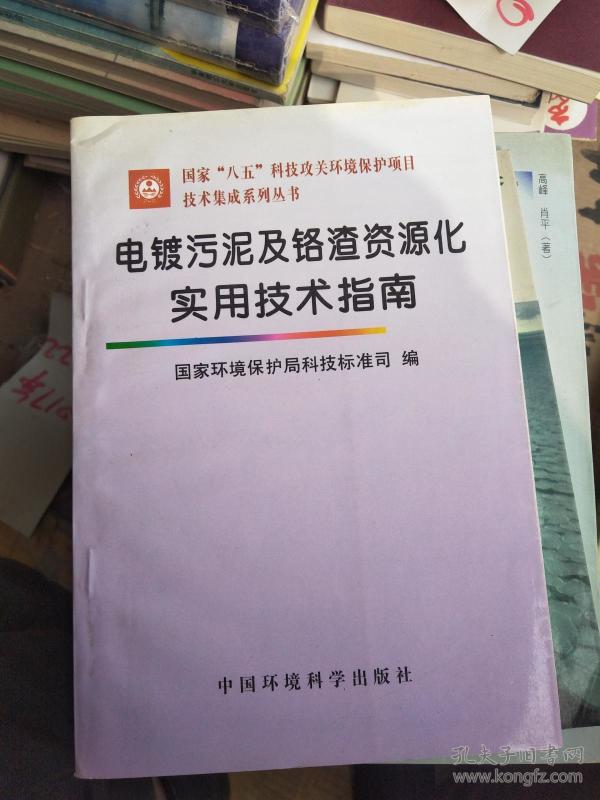 国家“八五”科技攻关环境保护项目
技术集成系列丛书
电镀污泥及铬渣资源化
实用技术指南
国家环境保护局科技标准司 编
中国环境科学出版社
高峰 肖平（著）
孔夫子旧书网
www.kongfz.com